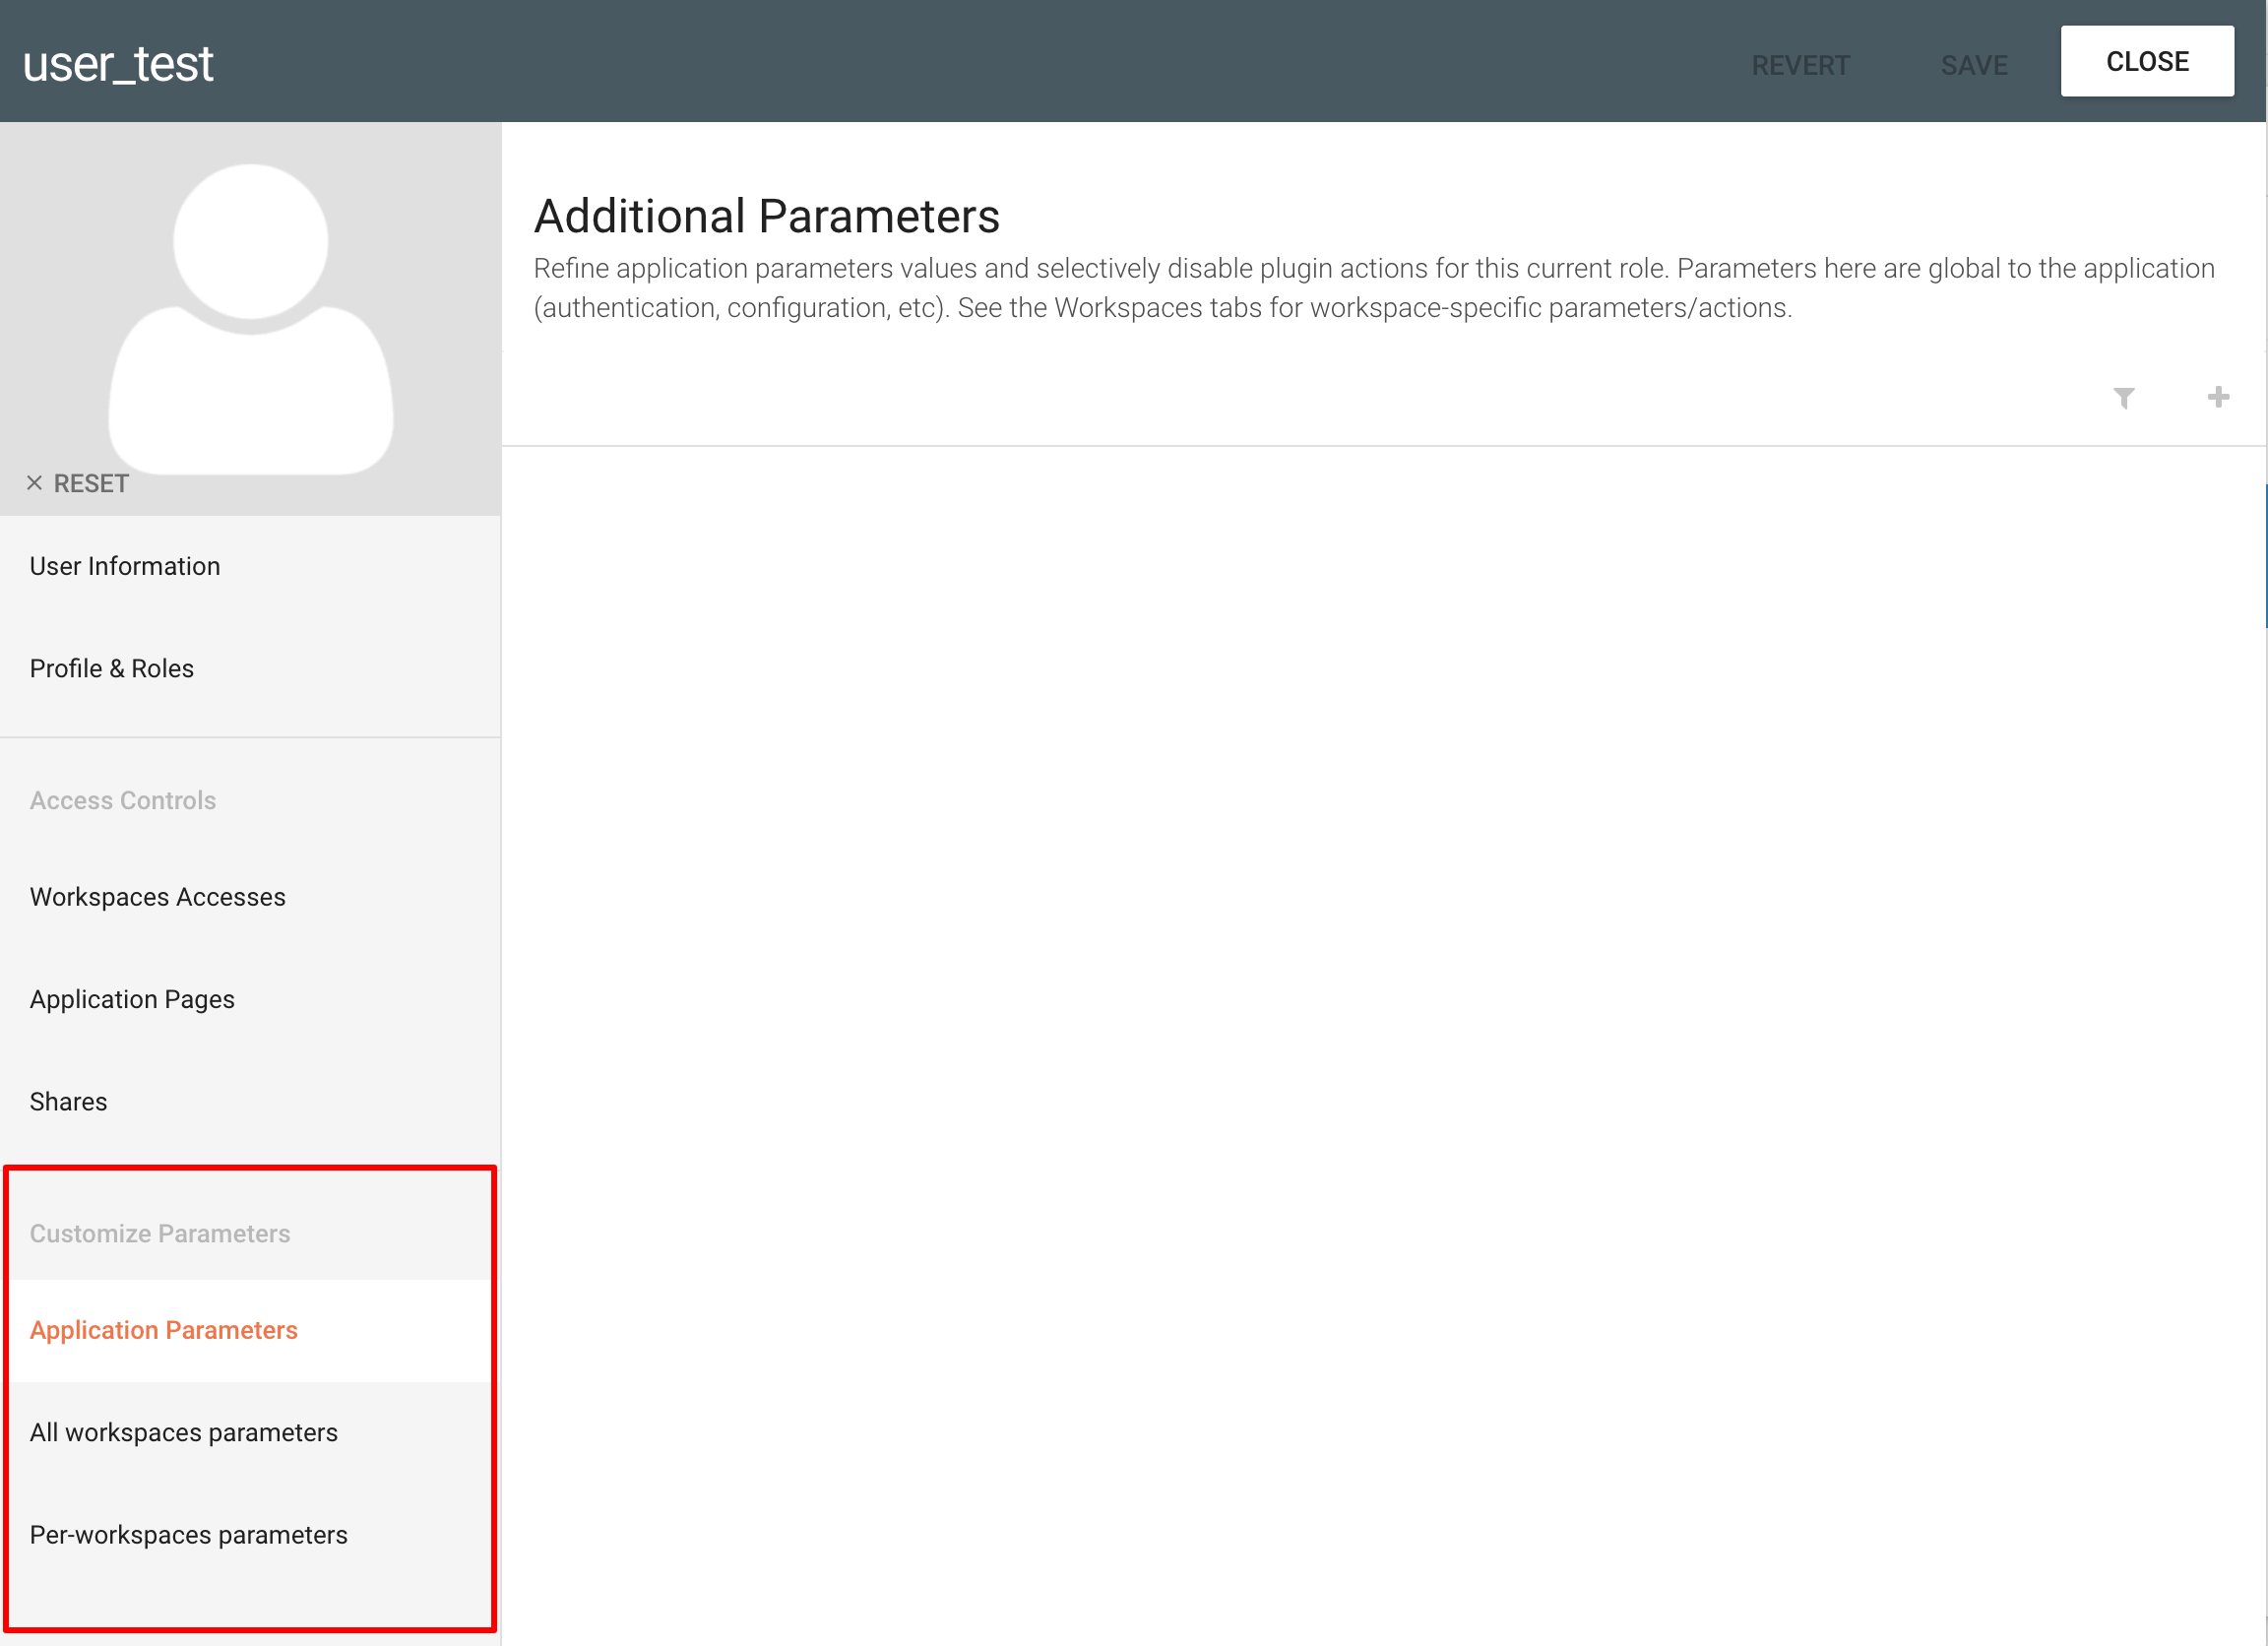 user_test
REVERT
SAVE
CLOSE
RESET
User Information
Profile & Roles
Access Controls
Workspaces Accesses
Application Pages
Shares
Customize Parameters
Application Parameters
All workspaces parameters
Per-workspaces parameters
Additional Parameters
Refine application parameters values and selectively disable plugin actions for this current role. Parameters here are global to the application
(authentication, configuration, etc). See the Workspaces tabs for workspace-specific parameters/actions.